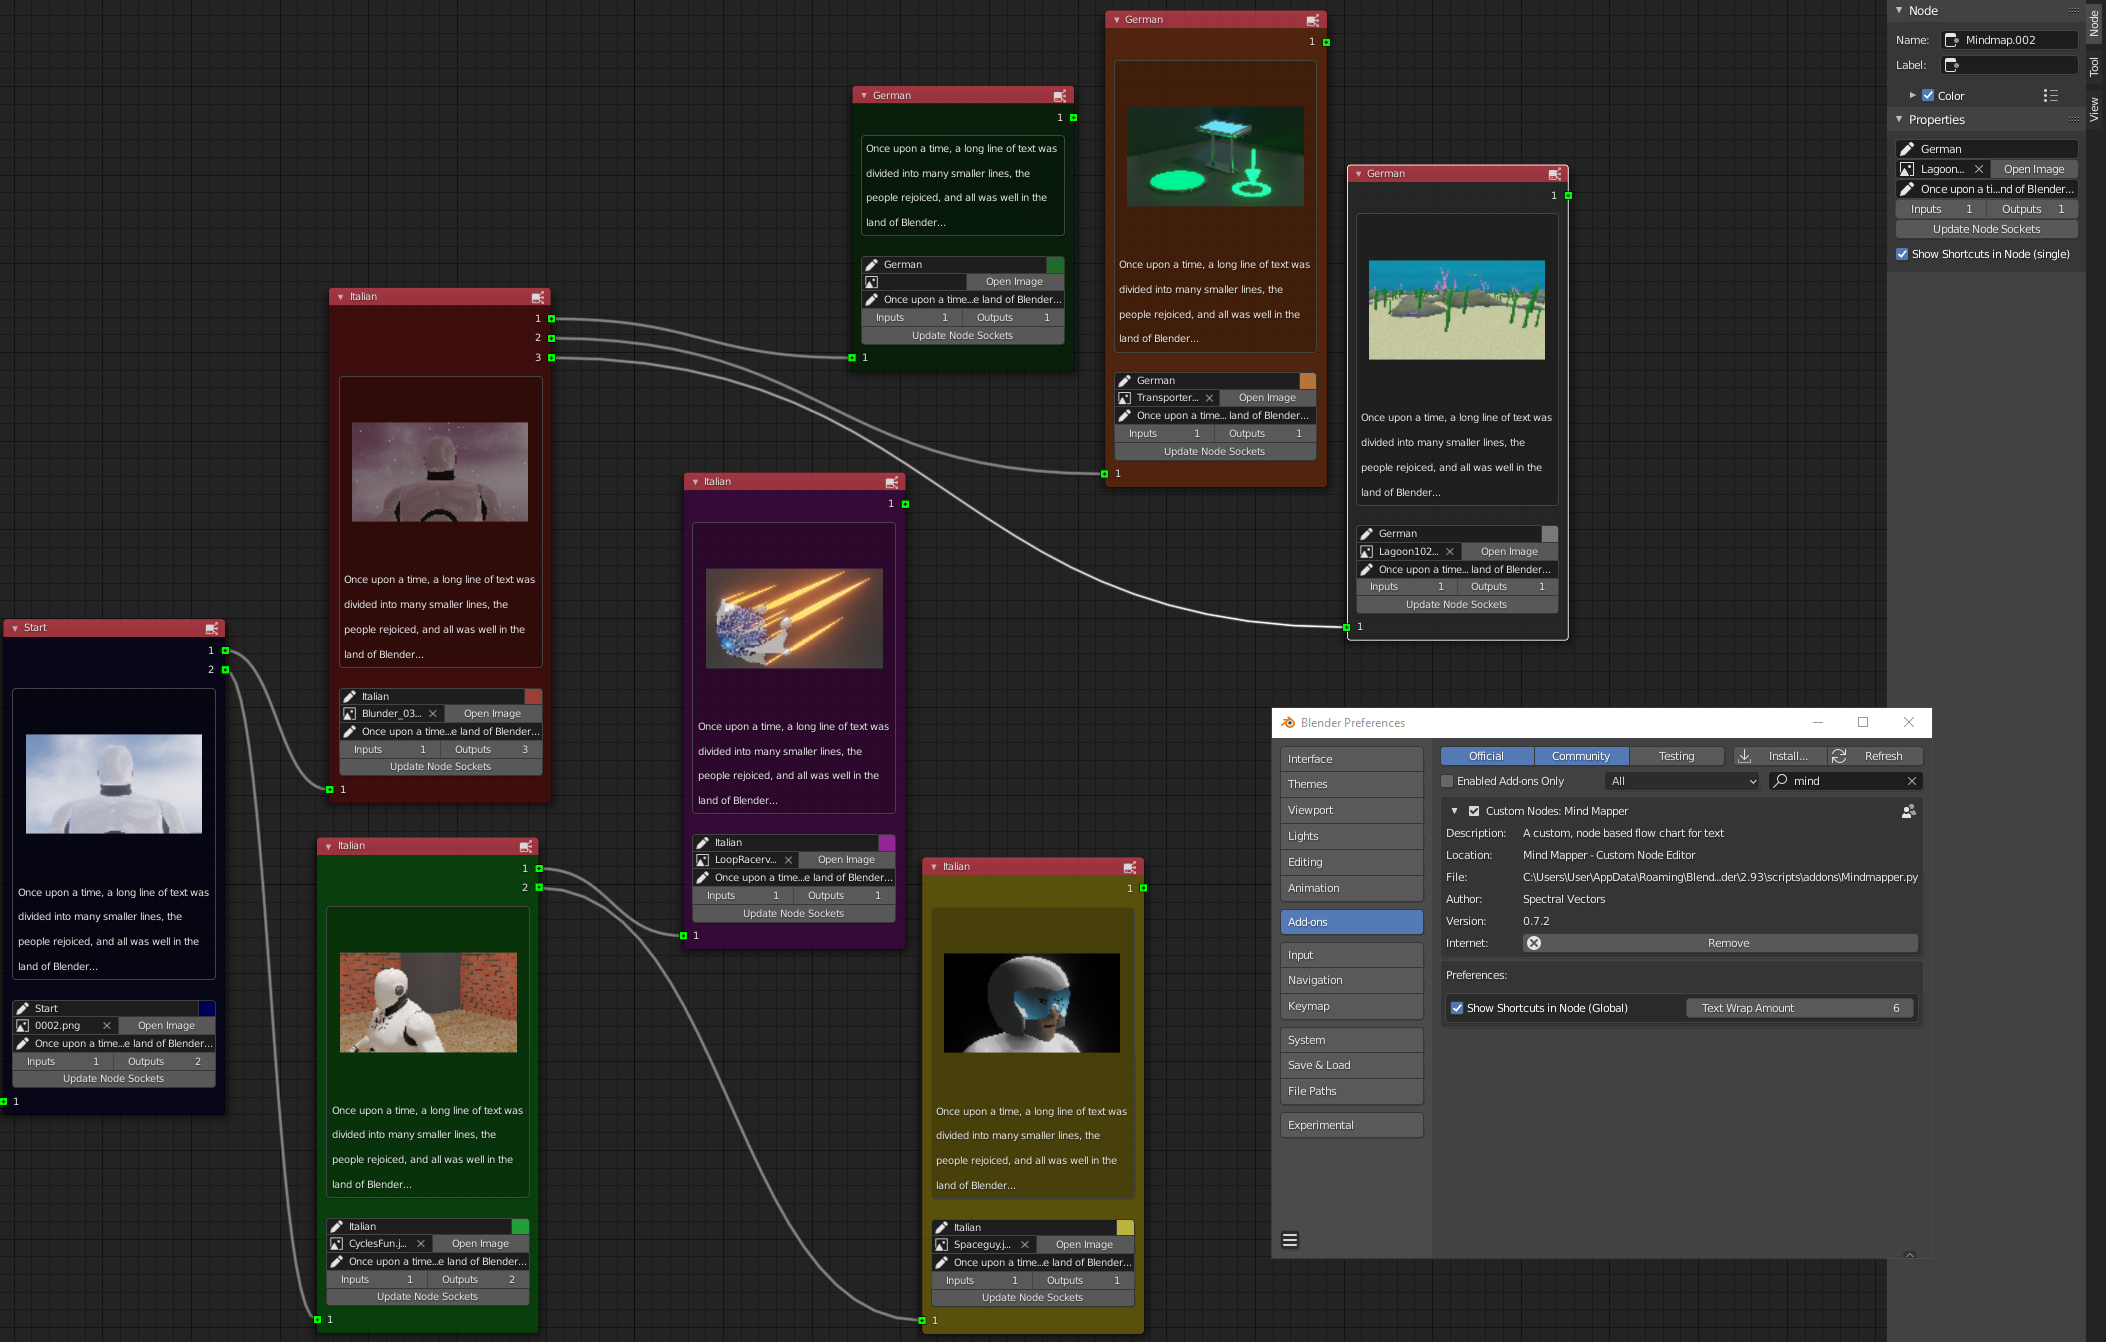 Start
1
2
Once upon a time, a long line of text was
divided into many smaller lines, the
people rejoiced, and all was well in the
land of Blender...
Start
0002.png
Open Image
Once upon a time...e land of Blender...
Inputs 1 Outputs 2
Update Node Sockets
1
Italian
1
2
3
Once upon a time, a long line of text was
divided into many smaller lines, the
people rejoiced, and all was well in the
land of Blender...
Italian
Blunder_03... Open Image
Once upon a time...e land of Blender...
Inputs 1 Outputs 3
Update Node Sockets
1
Italian
1
2
Once upon a time, a long line of text was
divided into many smaller lines, the
people rejoiced, and all was well in the
land of Blender...
Italian
CyclesFun.j... Open Image
Once upon a time...e land of Blender...
Inputs 1 Outputs 2
Update Node Sockets
1
Italian
1
Once upon a time, a long line of text was
divided into many smaller lines, the
people rejoiced, and all was well in the
land of Blender...
Italian
LoopRacerv... Open Image
Once upon a time...e land of Blender...
Inputs 1 Outputs 1
Update Node Sockets
1
German
1
Once upon a time, a long line of text was
divided into many smaller lines, the
people rejoiced, and all was well in the
land of Blender...
German
Open Image
Once upon a time...e land of Blender...
Inputs 1 Outputs 1
Update Node Sockets
1
Italian
1
Once upon a time, a long line of text was
divided into many smaller lines, the
people rejoiced, and all was well in the
land of Blender...
Italian
Spaceguy.j... Open Image
Once upon a time...e land of Blender...
Inputs 1 Outputs 1
Update Node Sockets
1
German
1
Once upon a time, a long line of text was
divided into many smaller lines, the
people rejoiced, and all was well in the
land of Blender...
German
Transporter... Open Image
Once upon a time... land of Blender...
Inputs 1 Outputs 1
Update Node Sockets
1
German
1
Once upon a time, a long line of text was
divided into many smaller lines, the
people rejoiced, and all was well in the
land of Blender...
German
Lagoon102... Open Image
Once upon a time... land of Blender...
Inputs 1 Outputs 1
Update Node Sockets
1
Node
Name: Mindmap.002
Label:
Color
Properties
German
Lagoon... Open Image
Once upon a ti...nd of Blender...
Inputs 1 Outputs 1
Update Node Sockets
Show Shortcuts in Node (single)
Node
Tool
View
Blender Preferences
Interface
Themes
Viewport
Lights
Editing
Animation
Add-ons
Input
Navigation
Keymap
System
Save & Load
File Paths
Experimental
Official Community Testing Install... Refresh
Enabled Add-ons Only All mind
Custom Nodes: Mind Mapper
Description: A custom, node based flow chart for text
Location: Mind Mapper - Custom Node Editor
File: C:\Users\User\AppData\Roaming\Blend...der\2.93\scripts\addons\Mindmapper.py
Author: Spectral Vectors
Version: 0.7.2
Internet: Remove
Preferences:
Show Shortcuts in Node (Global) Text Wrap Amount 6